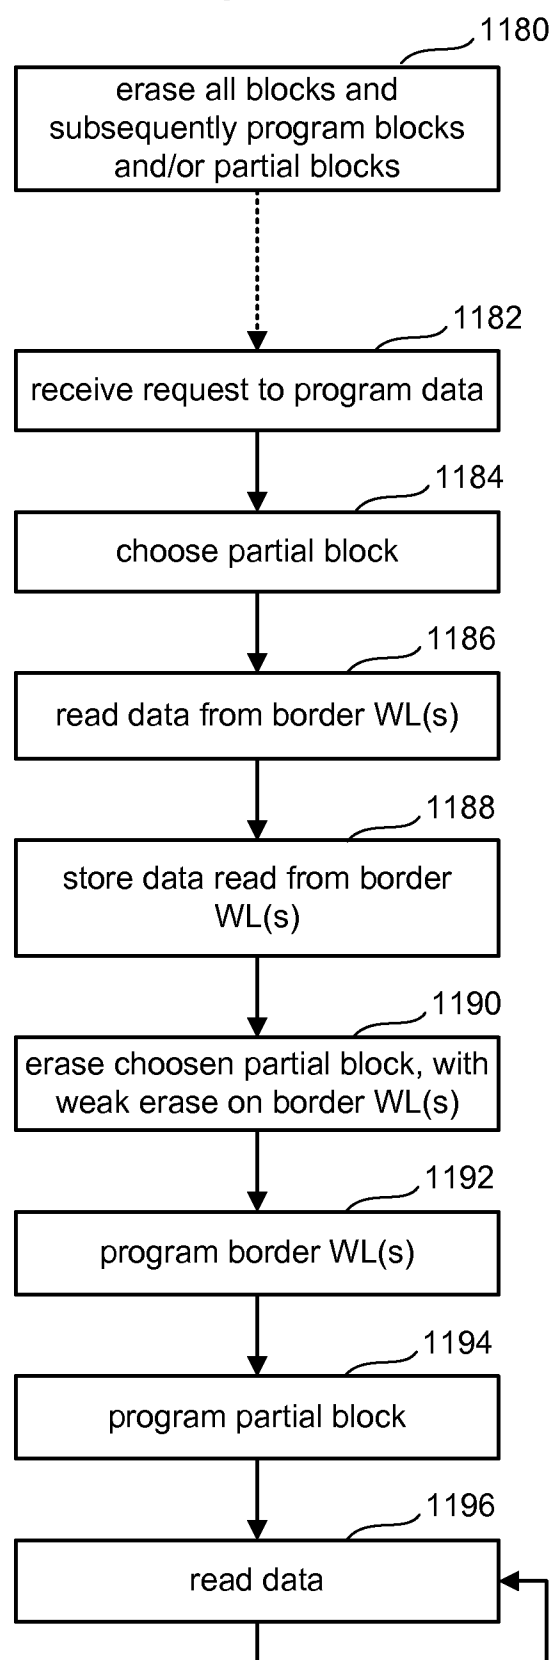 1180
erase all blocks and
subsequently program blocks
and/or partial blocks
1182
receive request to program data
1184
choose partial block
1186
read data from border WL(s)
1188
store data read from border
WL(s)
1190
erase choosen partial block, with
weak erase on border WL(s)
1192
program border WL(s)
1194
program partial block
1196
read data